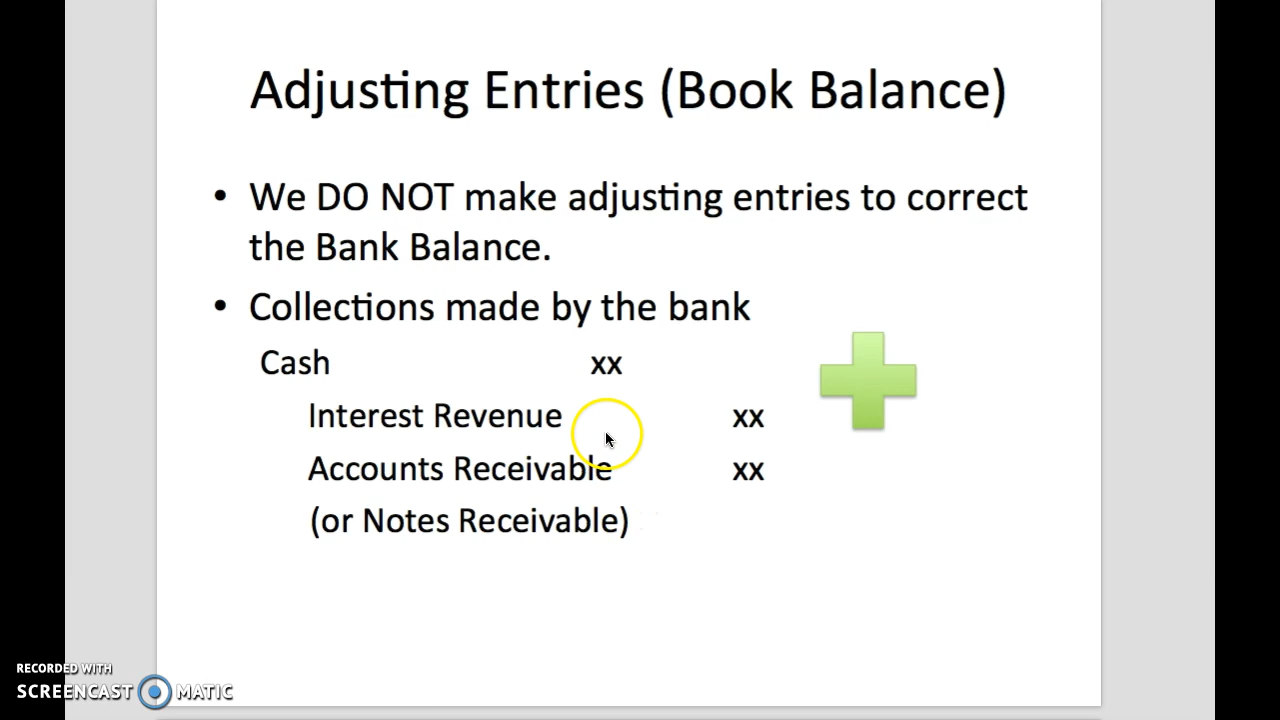 Adjusting Entries (Book Balance)
• We DO NOT make adjusting entries to correct
the Bank Balance.
• Collections made by the bank
Cash xx
Interest Revenue xx
Accounts Receivable xx
(or Notes Receivable)
RECORDED WITH
SCREENCAST MATIC